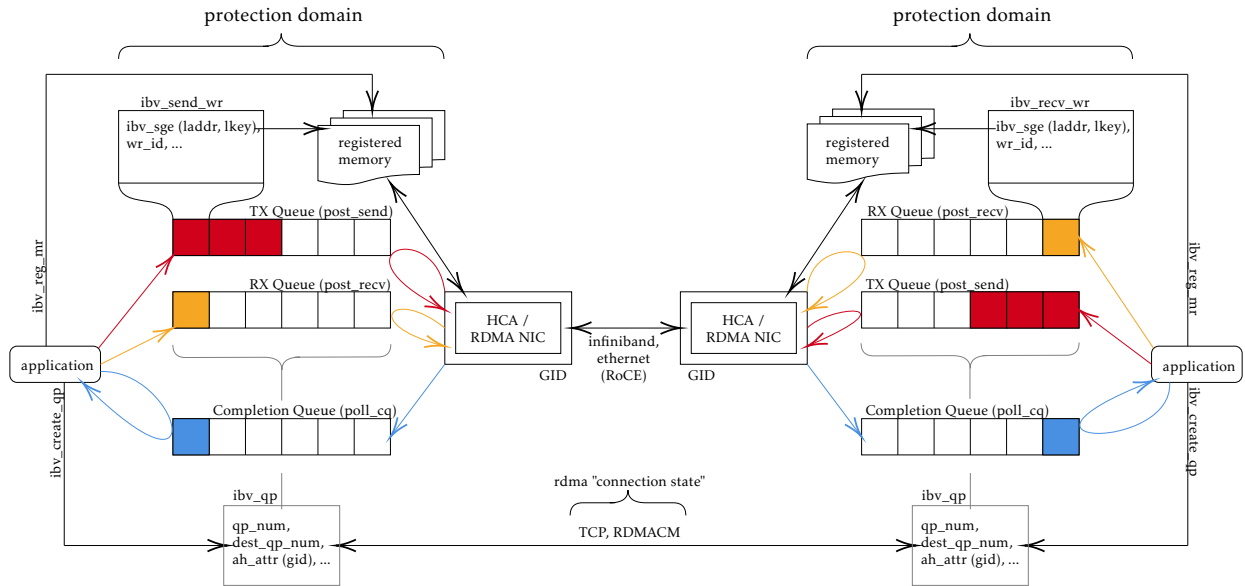 protection domain
protection domain
ibv_send_wr
ibv_sge (laddr, lkey),
wr_id, ...
registered
memory
TX Queue (post_send)
ibv_reg_mr
RX Queue (post_recv)
HCA /
RDMA NIC
GID
application
ibv_create_qp
Completion Queue (poll_cq)
ibv_qp
qp_num,
dest_qp_num,
ah_attr (gid), ...
infiniband,
ethernet
(RoCE)
rdma "connection state"
TCP, RDMACM
ibv_recv_wr
ibv_sge (laddr, lkey),
wr_id, ...
registered
memory
RX Queue (post_recv)
ibv_reg_mr
TX Queue (post_send)
HCA /
RDMA NIC
GID
application
ibv_create_qp
Completion Queue (poll_cq)
ibv_qp
qp_num,
dest_qp_num,
ah_attr (gid), ...